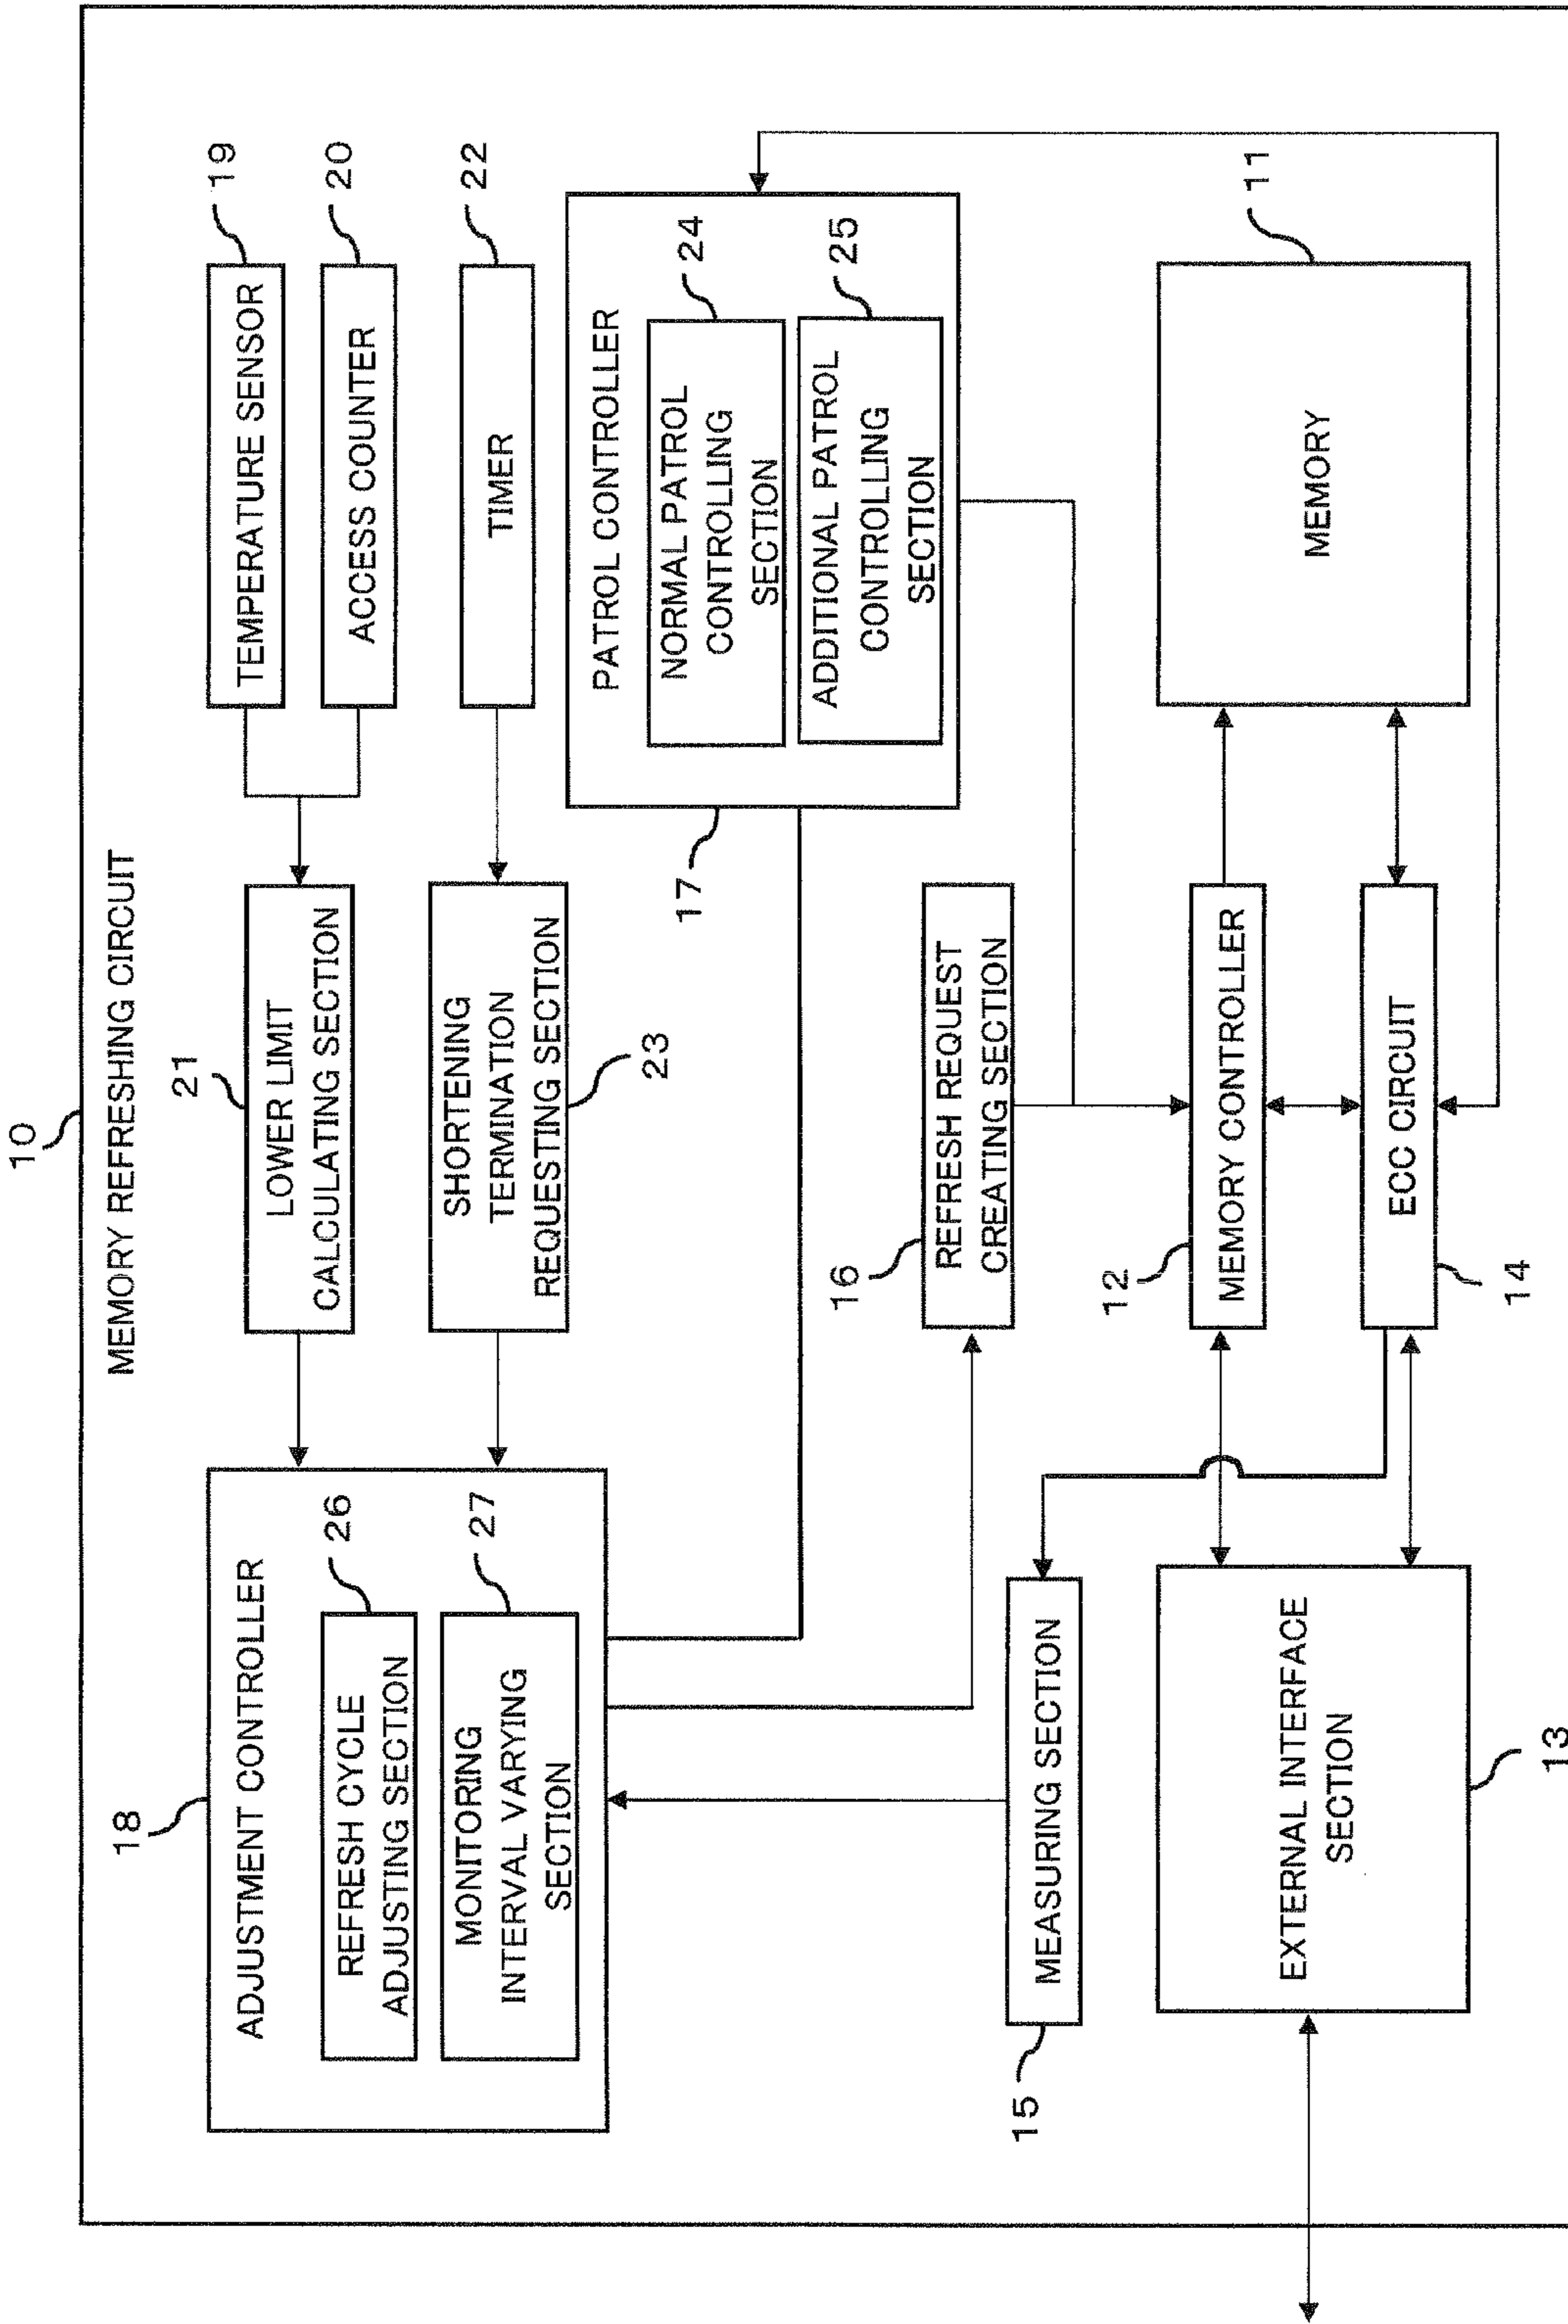 10
MEMORY REFRESHING CIRCUIT
18
ADJUSTMENT CONTROLLER
REFRESH CYCLE
ADJUSTING SECTION
26
MONITORING
INTERVAL VARYING
SECTION
27
21
LOWER LIMIT
CALCULATING SECTION
SHORTENING
TERMINATION
REQUESTING SECTION
23
TEMPERATURE SENSOR
19
ACCESS COUNTER
20
TIMER
22
17
PATROL CONTROLLER
NORMAL PATROL
CONTROLLING
SECTION
24
ADDITIONAL PATROL
CONTROLLING
SECTION
25
16
REFRESH REQUEST
CREATING SECTION
15
MEASURING SECTION
12
MEMORY CONTROLLER
ECC CIRCUIT
14
MEMORY
11
EXTERNAL INTERFACE
SECTION
13